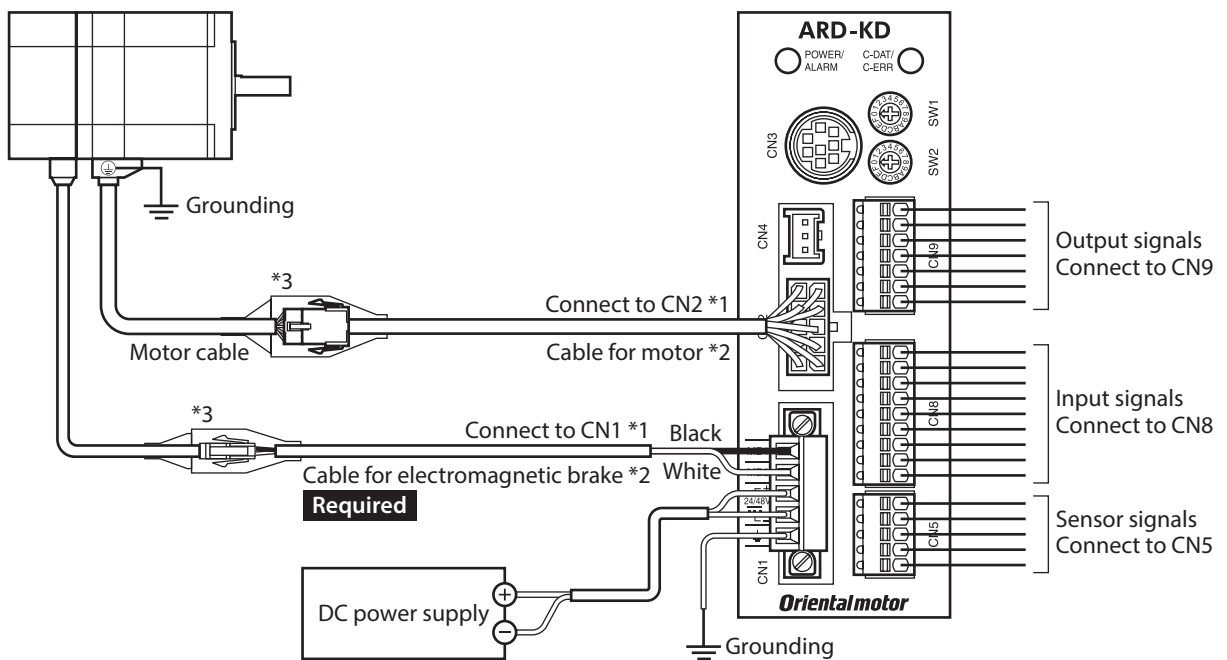 ARD-KD
POWER/
ALARM
C-DAT/
C-ERR
CN3
SW1
SW2
Grounding
CN4
CN9
Output signals
Connect to CN9
*3
Connect to CN2 *1
Motor cable
Cable for motor *2
CN8
Input signals
Connect to CN8
*3
Connect to CN1 *1
Black
White
Cable for electromagnetic brake *2
Required
24/48V
CN5
Sensor signals
Connect to CN5
CN1
DC power supply
+
−
Orientalmotor
Grounding